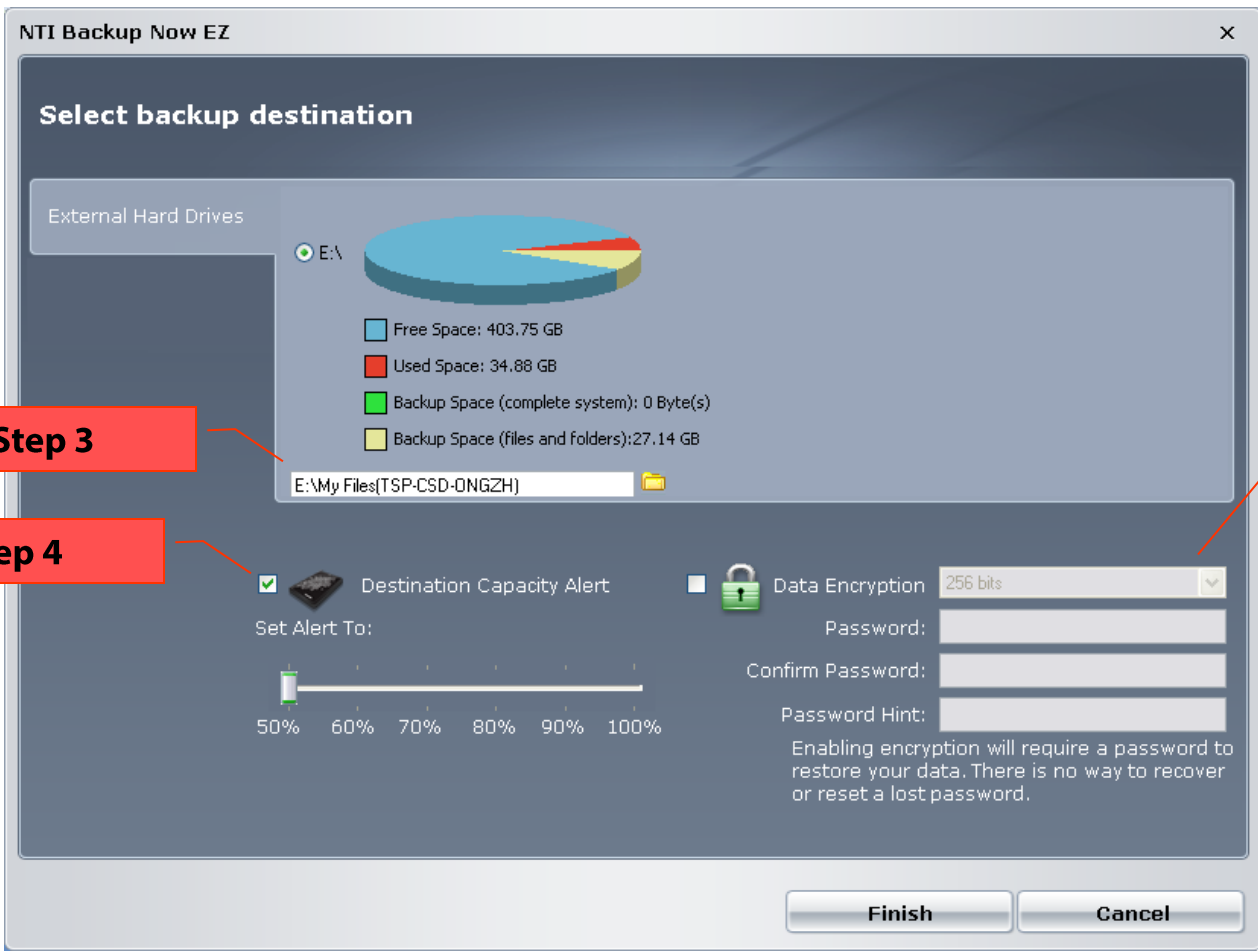 NTI Backup Now EZ
Select backup destination
External Hard Drives
E:\
Free Space: 403.75 GB
Used Space: 34.88 GB
Backup Space (complete system): 0 Byte(s)
Backup Space (files and folders):27.14 GB
Step 3
E:\My Files(TSP-CSD-ONGZH)
ep 4
Destination Capacity Alert
Set Alert To:
50% 60% 70% 80% 90% 100%
Data Encryption 256 bits
Password:
Confirm Password:
Password Hint:
Enabling encryption will require a password to
restore your data. There is no way to recover
or reset a lost password.
Finish Cancel